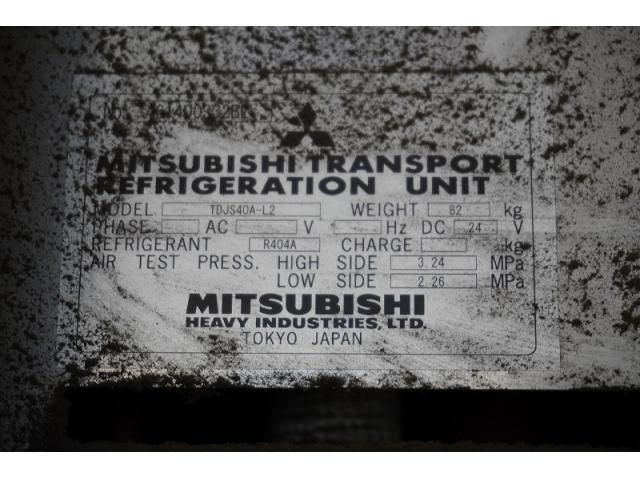 No.
MITSUBISHI TRANSPORT
REFRIGERATION UNIT
MODEL TDJS40A-L2 WEIGHT 82 kg
PHASE AC V Hz DC 24 V
REFRIGERANT R404A CHARGE kg
AIR TEST PRESS. HIGH SIDE 3.24 MPa
LOW SIDE 2.26 MPa
MITSUBISHI
HEAVY INDUSTRIES, LTD.
TOKYO JAPAN